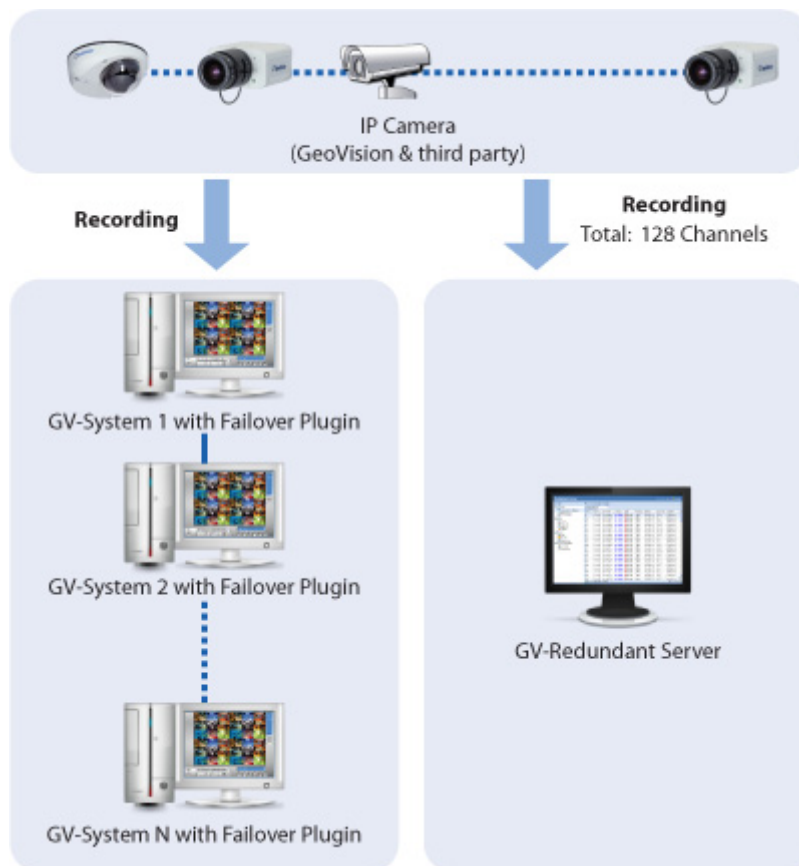 IP Camera
(GeoVision & third party)
Recording
Recording
Total: 128 Channels
GV-System 1 with Failover Plugin
GV-System 2 with Failover Plugin
GV-System N with Failover Plugin
GV-Redundant Server